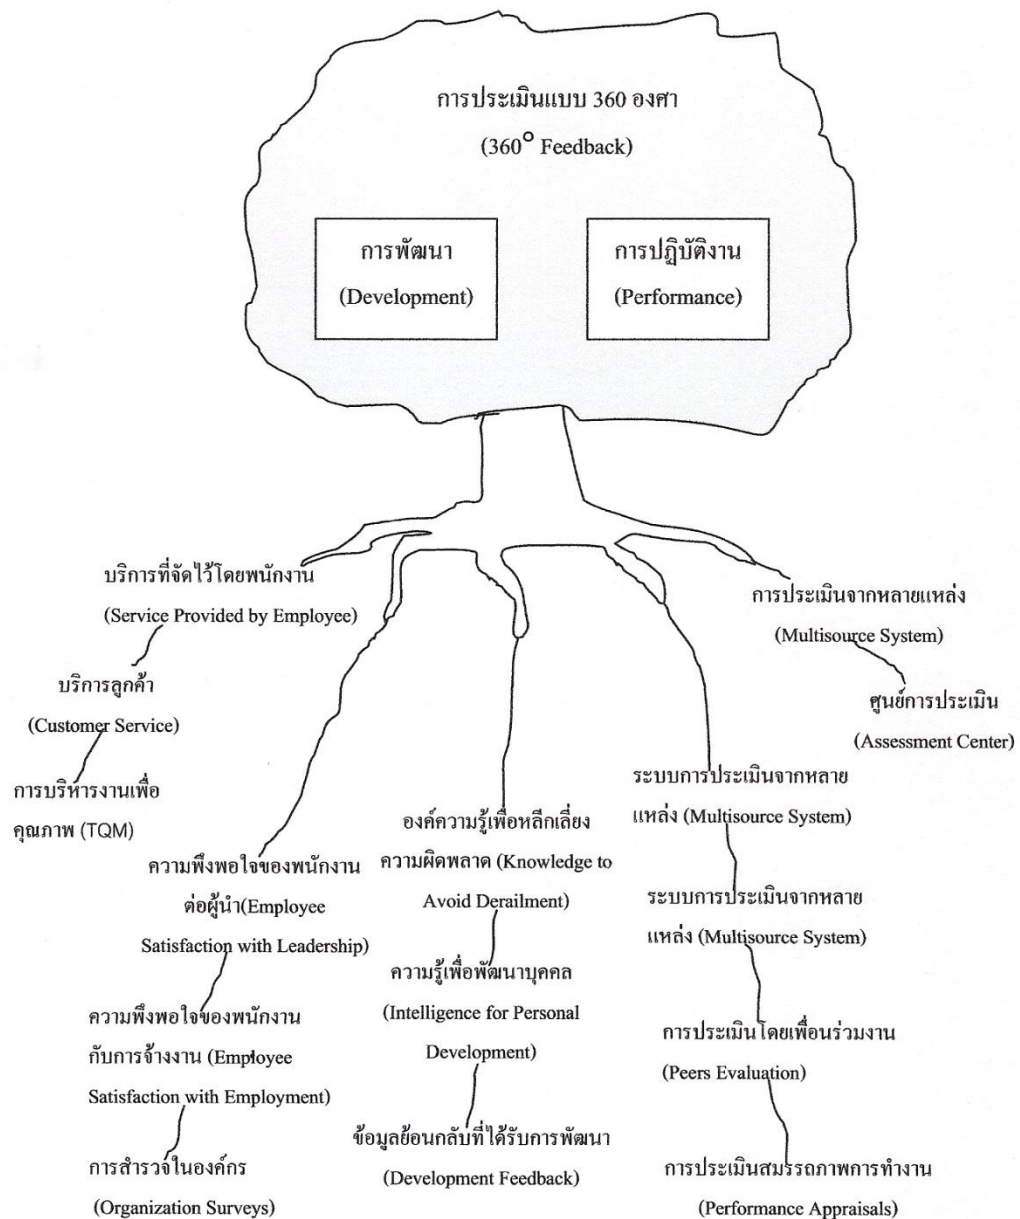 การประเมินแบบ 360 องศา
(360° Feedback)
การพัฒนา
(Development)
การปฏิบัติงาน
(Performance)
บริการที่จัดไว้โดยพนักงาน
(Service Provided by Employee)
บริการลูกค้า
(Customer Service)
การบริหารงานเพื่อ
คุณภาพ (TQM)
ความพึงพอใจของพนักงาน
ต่อผู้นำ(Employee
Satisfaction with Leadership)
ความพึงพอใจของพนักงาน
กับการจ้างงาน (Employee
Satisfaction with Employment)
การสำรวจในองค์กร
(Organization Surveys)
องค์ความรู้เพื่อหลีกเลี่ยง
ความผิดพลาด (Knowledge to
Avoid Derailment)
ความรู้เพื่อพัฒนาบุคคล
(Intelligence for Personal
Development)
ข้อมูลย้อนกลับที่ได้รับการพัฒนา
(Development Feedback)
ระบบการประเมินจากหลาย
แหล่ง (Multisource System)
ระบบการประเมินจากหลาย
แหล่ง (Multisource System)
การประเมินโดยเพื่อนร่วมงาน
(Peers Evaluation)
การประเมินสมรรถภาพการทำงาน
(Performance Appraisals)
การประเมินจากหลายแหล่ง
(Multisource System)
ศูนย์การประเมิน
(Assessment Center)